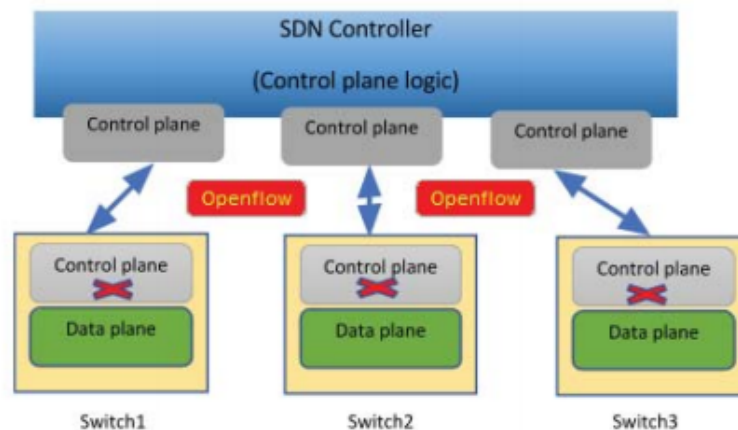 SDN Controller
(Control plane logic)
Control plane
Control plane
Control plane
Openflow
Openflow
Control plane
Control plane
Control plane
Data plane
Data plane
Data plane
Switch1
Switch2
Switch3